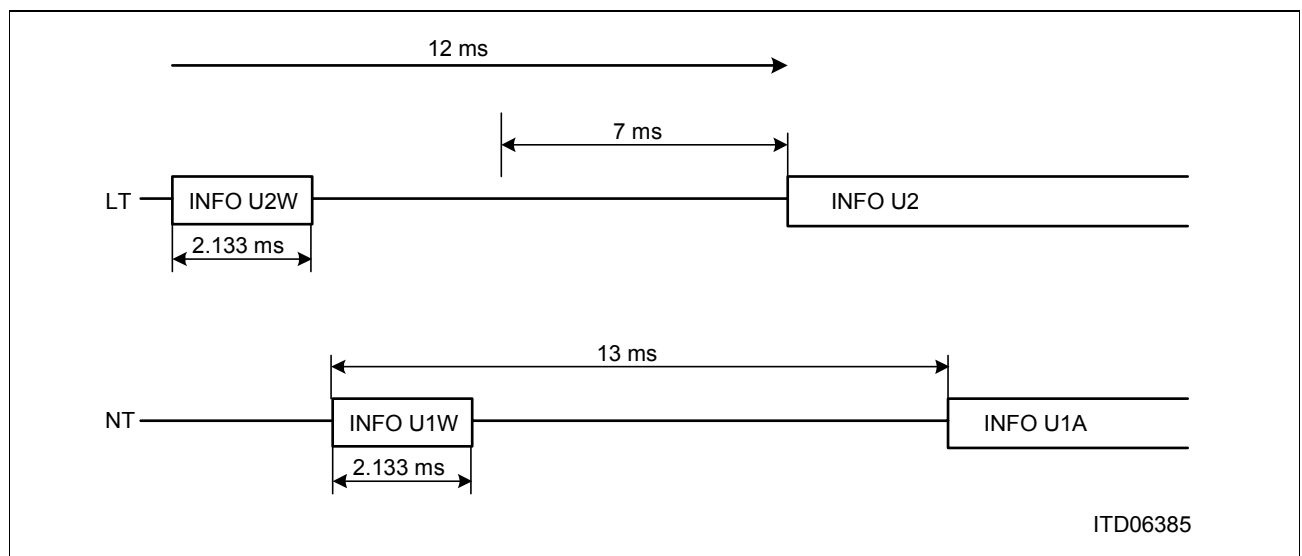 12 ms
7 ms
LT INFO U2W INFO U2
2.133 ms
13 ms
NT INFO U1W INFO U1A
2.133 ms
ITD06385